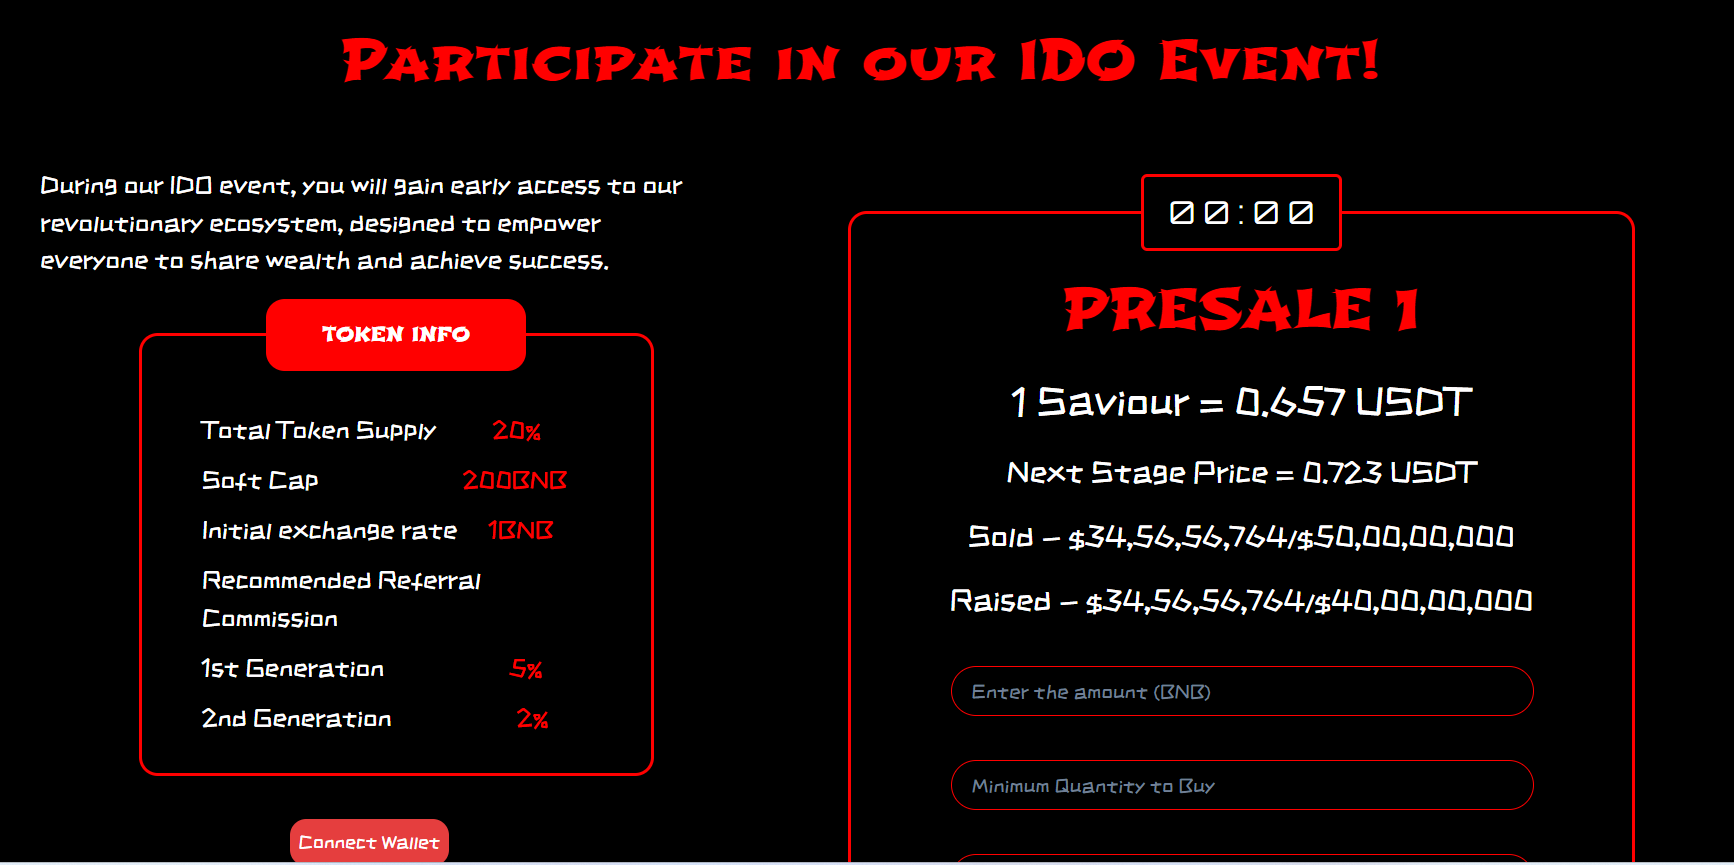 Participate in our IDO Event!
During our IDO event, you will gain early access to our
revolutionary ecosystem, designed to empower
everyone to share wealth and achieve success.
TOKEN INFO
Total Token Supply 20%
Soft Cap 200BNB
Initial exchange rate 1BNB
Recommended Referral
Commission
1st Generation 5%
2nd Generation 2%
Connect Wallet
00:00
PRESALE 1
1 Saviour = 0.657 USDT
Next Stage Price = 0.723 USDT
Sold – $34,56,56,764/$50,00,00,000
Raised – $34,56,56,764/$40,00,00,000
Enter the amount (BNB)
Minimum Quantity to Buy